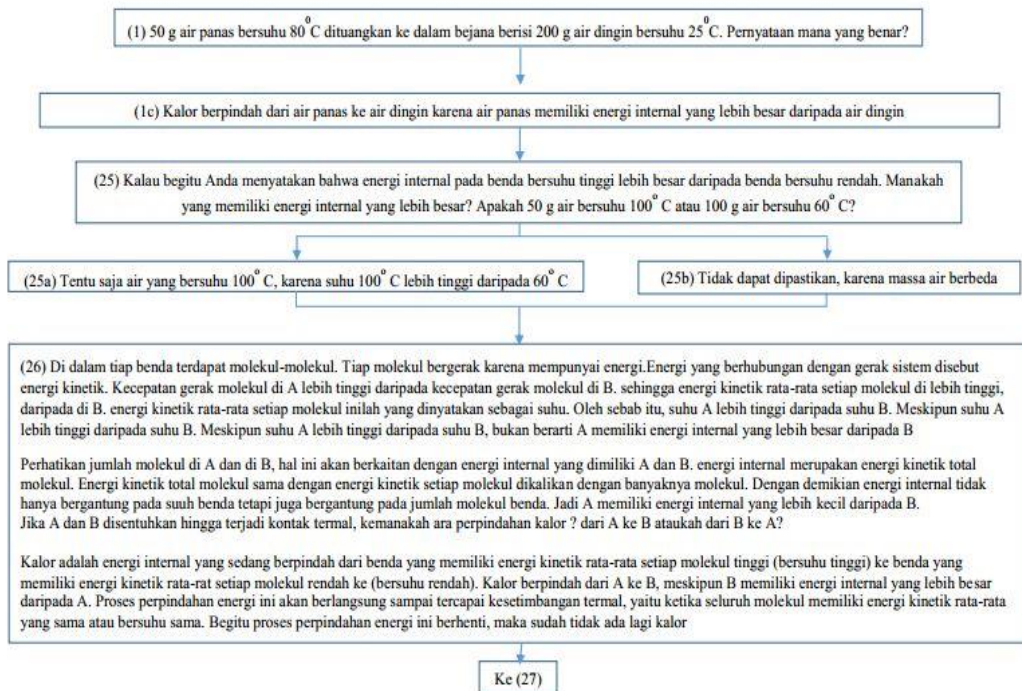 (1) 50 g air panas bersuhu 80⁰C dituangkan ke dalam bejana berisi 200 g air dingin bersuhu 25⁰C. Pernyataan mana yang benar?
(1c) Kalor berpindah dari air panas ke air dingin karena air panas memiliki energi internal yang lebih besar daripada air dingin
(25) Kalau begitu Anda menyatakan bahwa energi internal pada benda bersuhu tinggi lebih besar daripada benda bersuhu rendah. Manakah
yang memiliki energi internal yang lebih besar? Apakah 50 g air bersuhu 100⁰ C atau 100 g air bersuhu 60⁰ C?
(25a) Tentu saja air yang bersuhu 100⁰ C, karena suhu 100⁰ C lebih tinggi daripada 60⁰ C
(25b) Tidak dapat dipastikan, karena massa air berbeda
(26) Di dalam tiap benda terdapat molekul-molekul. Tiap molekul bergerak karena mempunyai energi.Energi yang berhubungan dengan gerak sistem disebut
energi kinetik. Kecepatan gerak molekul di A lebih tinggi daripada kecepatan gerak molekul di B. sehingga energi kinetik rata-rata setiap molekul di lebih tinggi,
daripada di B. energi kinetik rata-rata setiap molekul inilah yang dinyatakan sebagai suhu. Oleh sebab itu, suhu A lebih tinggi daripada suhu B. Meskipun suhu A
lebih tinggi daripada suhu B. Meskipun suhu A lebih tinggi daripada suhu B, bukan berarti A memiliki energi internal yang lebih besar daripada B
Perhatikan jumlah molekul di A dan di B, hal ini akan berkaitan dengan energi internal yang dimiliki A dan B. energi internal merupakan energi kinetik total
molekul. Energi kinetik total molekul sama dengan energi kinetik setiap molekul dikalikan dengan banyaknya molekul. Dengan demikian energi internal tidak
hanya bergantung pada suuh benda tetapi juga bergantung pada jumlah molekul benda. Jadi A memiliki energi internal yang lebih kecil daripada B.
Jika A dan B disentuhkan hingga terjadi kontak termal, kemanakah ara perpindahan kalor ? dari A ke B ataukah dari B ke A?
Kalor adalah energi internal yang sedang berpindah dari benda yang memiliki energi kinetik rata-rata setiap molekul tinggi (bersuhu tinggi) ke benda yang
memiliki energi kinetik rata-rat setiap molekul rendah ke (bersuhu rendah). Kalor berpindah dari A ke B, meskipun B memiliki energi internal yang lebih besar
daripada A. Proses perpindahan energi ini akan berlangsung sampai tercapai kesetimbangan termal, yaitu ketika seluruh molekul memiliki energi kinetik rata-rata
yang sama atau bersuhu sama. Begitu proses perpindahan energi ini berhenti, maka sudah tidak ada lagi kalor
Ke (27)